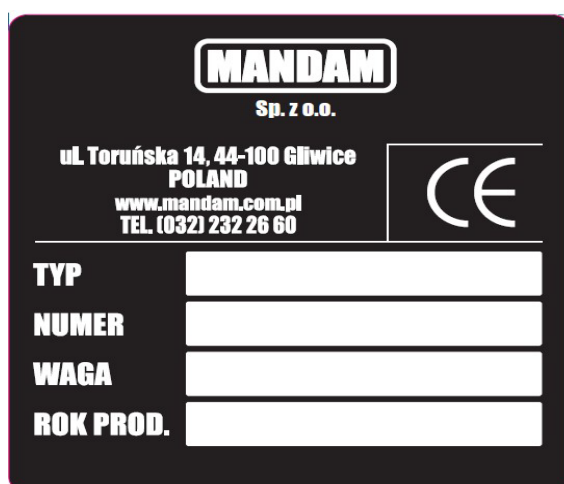 MANDAM
Sp. z o.o.
ul. Toruńska 14, 44-100 Gliwice
POLAND
www.mandam.com.pl
TEL. (032) 232 26 60
CE
TYP
NUMER
WAGA
ROK PROD.